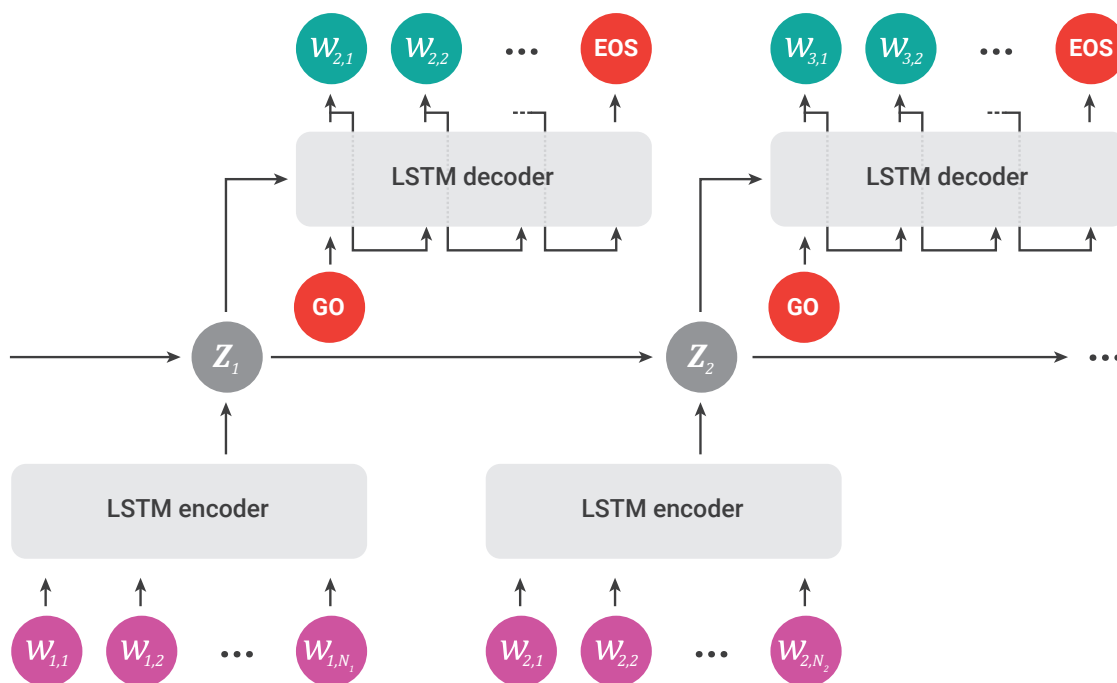 w2,1 w2,2 ... EOS w3,1 w3,2 ... EOS
LSTM decoder LSTM decoder
GO GO
Z1 Z2 ...
LSTM encoder LSTM encoder
w1,1 w1,2 ... w1,N1 w2,1 w2,2 ... w2,N2